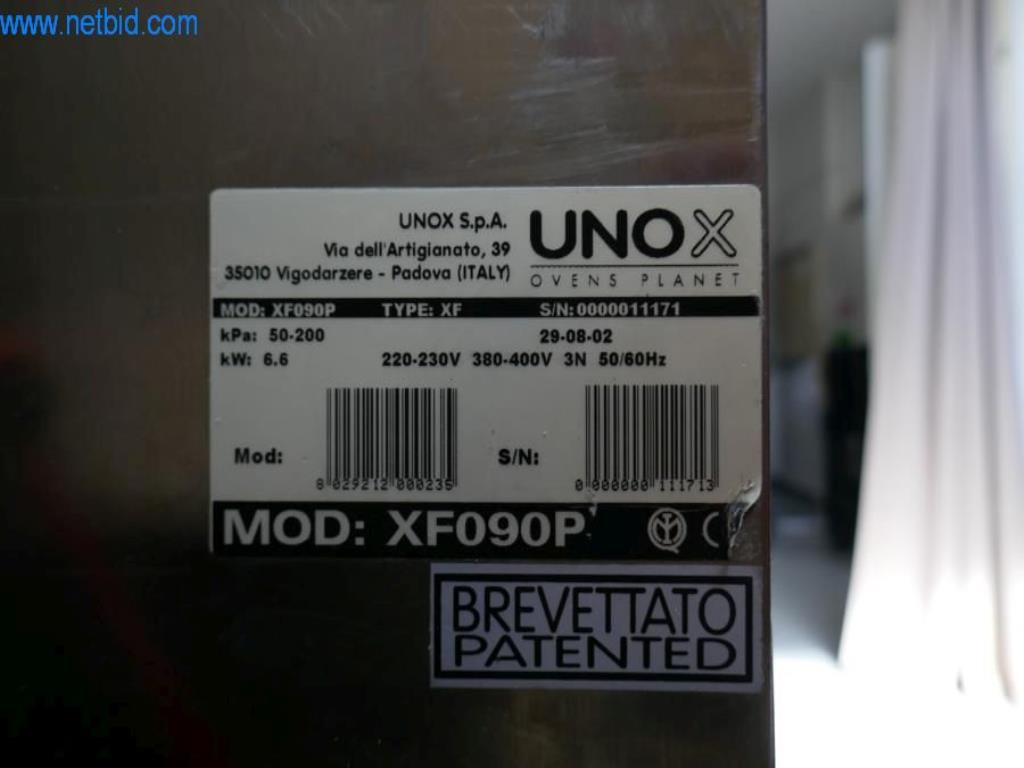 www.netbid.com
UNOX S.p.A.
Via dell'Artigianato, 39
35010 Vigodarzere - Padova (ITALY)
UNOX
OVENS PLANET
MOD: XF090P TYPE: XF S/N: 0000011171
kPa: 50-200 29-08-02
kW: 6.6 220-230V 380-400V 3N 50/60Hz
Mod: S/N:
8 029212 000235 0 000000 111713
MOD: XF090P
BREVETTATO
PATENTED